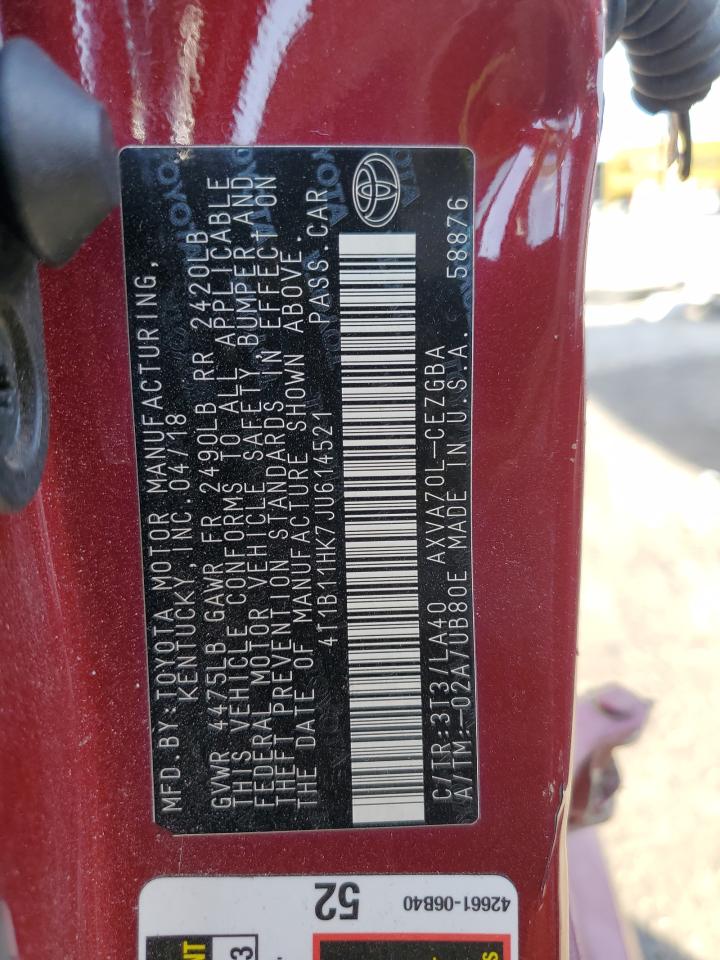 MFD.BY:TOYOTA MOTOR MANUFACTURING,
KENTUCKY,INC.04/18
GVWR 4475LB GAWR FR 2490LB RR 2420LB
THIS VEHICLE CONFORMS TO ALL APPLICABLE
FEDERAL MOTOR VEHICLE SAFETY, BUMPER AND
THEFT PREVENTION STANDARDS IN EFFECT ON
THE DATE OF MANUFACTURE SHOWN ABOVE.
4T1B11HK7JU614521 PASS.CAR
C/TR:3T3/LA40 AXVA70L-CEZGBA 58876
A/TM:-02A/UB80E MADE IN U.S.A.
52
42661-06B40
3